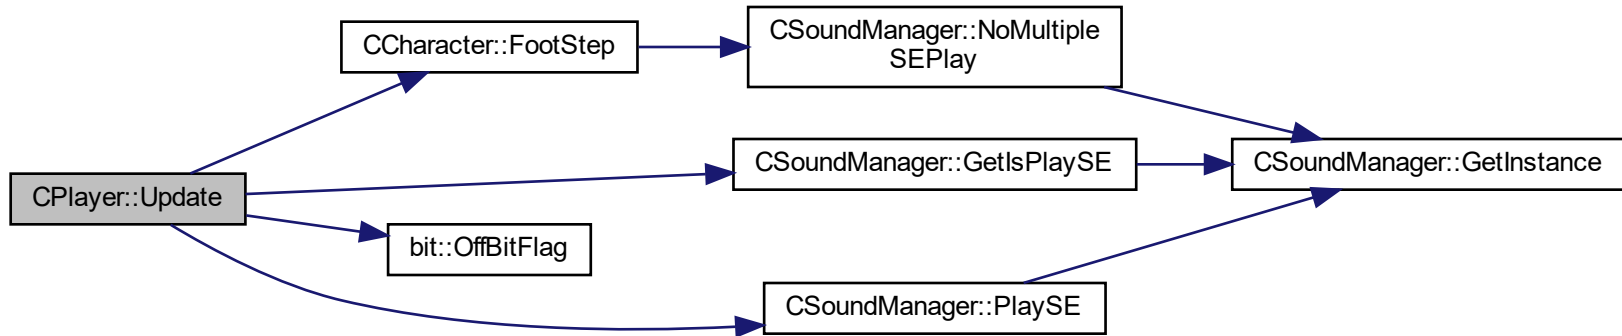 CPlayer::Update
CCharacter::FootStep
CSoundManager::NoMultiple
SEPlay
CSoundManager::GetIsPlaySE
bit::OffBitFlag
CSoundManager::PlaySE
CSoundManager::GetInstance